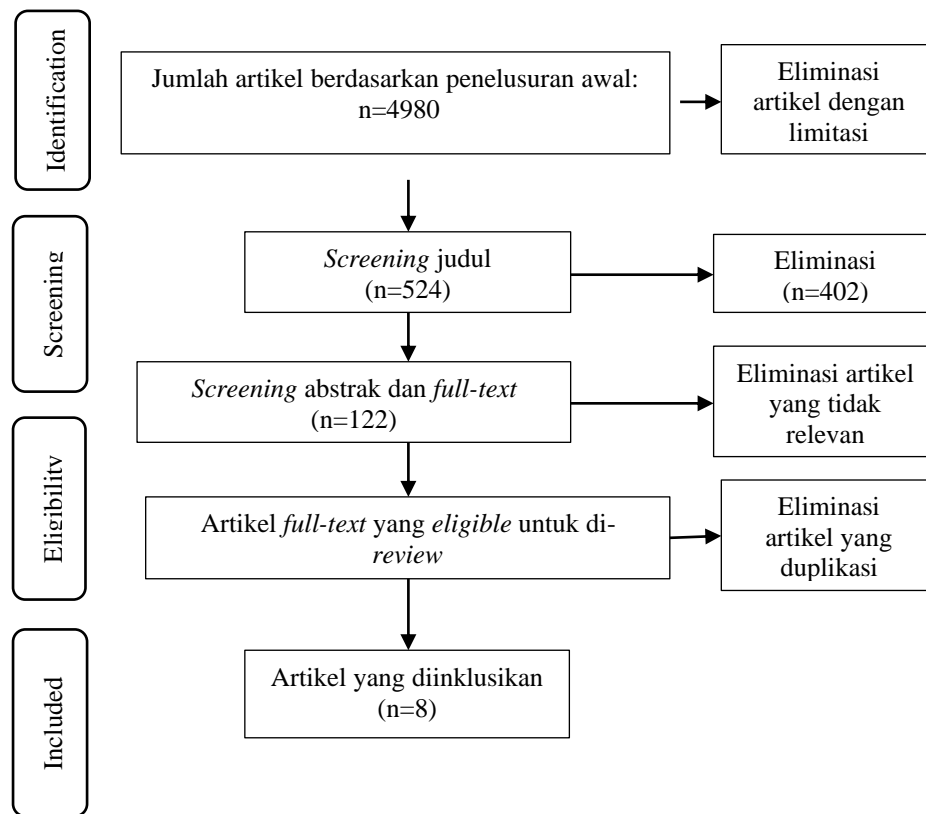 Identification
Jumlah artikel berdasarkan penelusuran awal:
n=4980
Eliminasi
artikel dengan
limitasi
Screening
Screening judul
(n=524)
Eliminasi
(n=402)
Screening abstrak dan full-text
(n=122)
Eliminasi artikel
yang tidak
relevan
Eligibility
Artikel full-text yang eligible untuk di-
review
Eliminasi
artikel yang
duplikasi
Included
Artikel yang diinklusikan
(n=8)